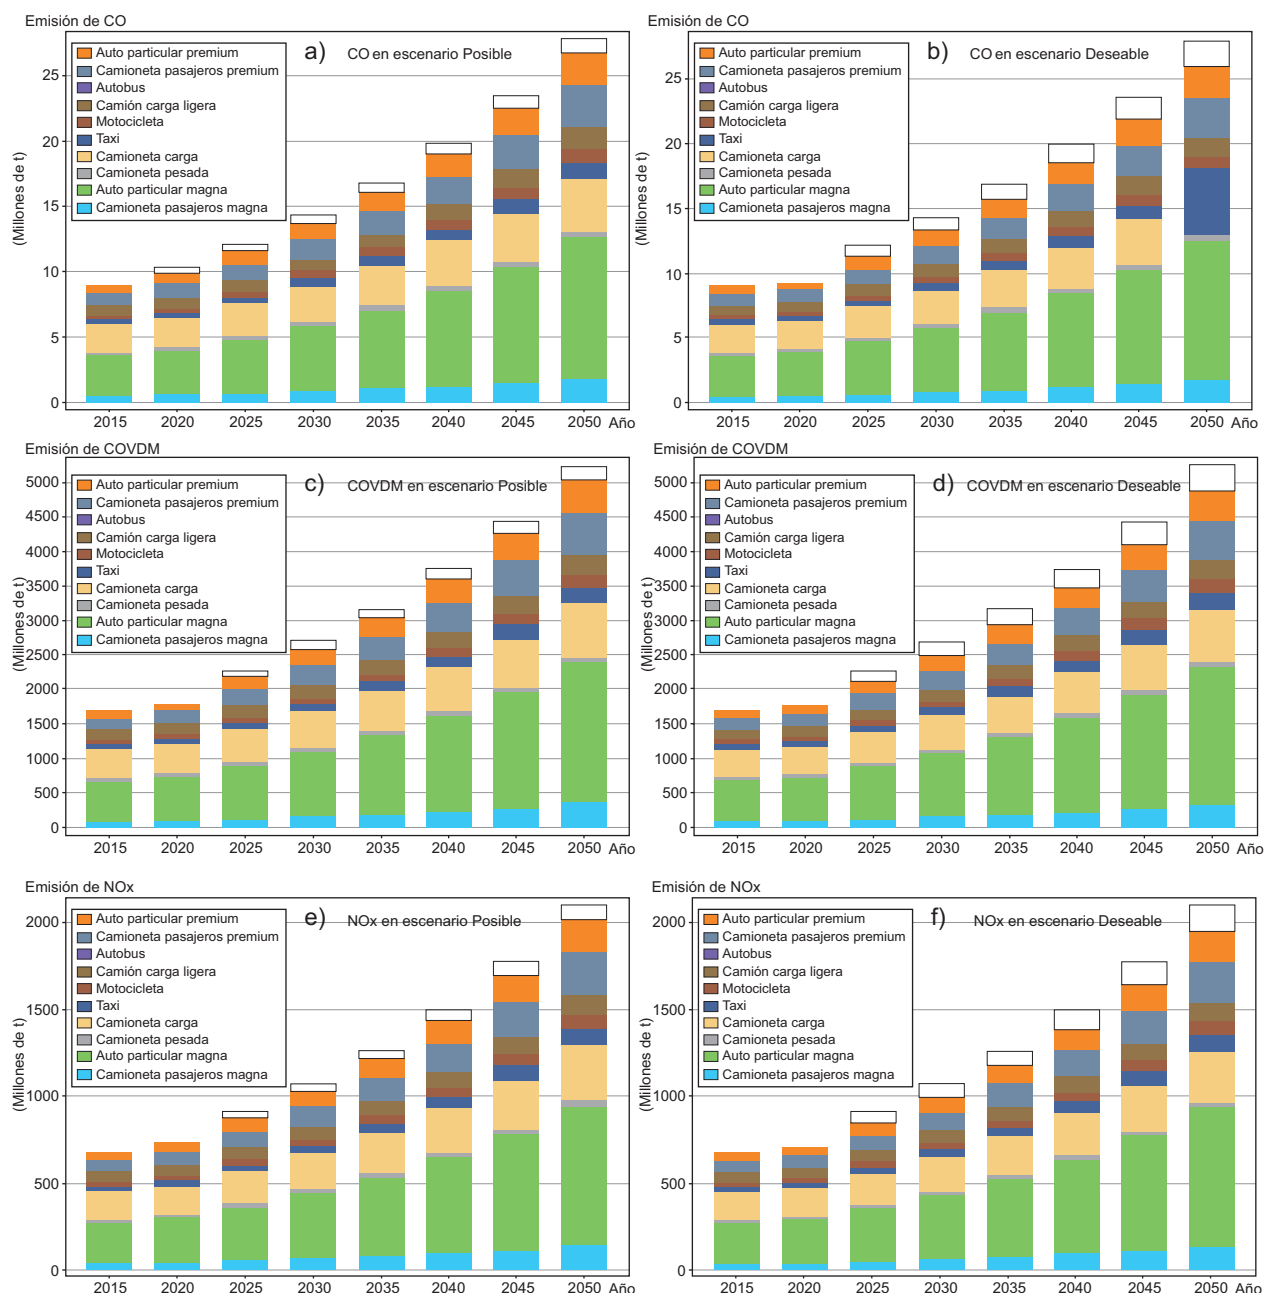 Emisión de CO
a) CO en escenario Posible
Auto particular premium
Camioneta pasajeros premium
Autobus
Camión carga ligera
Motocicleta
Taxi
Camioneta carga
Camioneta pesada
Auto particular magna
Camioneta pasajeros magna
(Millones de t)
25
20
15
10
5
0
2015 2020 2025 2030 2035 2040 2045 2050 Año
Emisión de CO
b) CO en escenario Deseable
Auto particular premium
Camioneta pasajeros premium
Autobus
Camión carga ligera
Motocicleta
Taxi
Camioneta carga
Camioneta pesada
Auto particular magna
Camioneta pasajeros magna
(Millones de t)
25
20
15
10
5
0
2015 2020 2025 2030 2035 2040 2045 2050 Año
Emisión de COVDM
c) COVDM en escenario Posible
Auto particular premium
Camioneta pasajeros premium
Autobus
Camión carga ligera
Motocicleta
Taxi
Camioneta carga
Camioneta pesada
Auto particular magna
Camioneta pasajeros magna
(Millones de t)
5000
4500
4000
3500
3000
2500
2000
1500
1000
500
0
2015 2020 2025 2030 2035 2040 2045 2050 Año
Emisión de COVDM
d) COVDM en escenario Deseable
Auto particular premium
Camioneta pasajeros premium
Autobus
Camión carga ligera
Motocicleta
Taxi
Camioneta carga
Camioneta pesada
Auto particular magna
Camioneta pasajeros magna
(Millones de t)
5000
4500
4000
3500
3000
2500
2000
1500
1000
500
0
2015 2020 2025 2030 2035 2040 2045 2050 Año
Emisión de NOx
e) NOx en escenario Posible
Auto particular premium
Camioneta pasajeros premium
Autobus
Camión carga ligera
Motocicleta
Taxi
Camioneta carga
Camioneta pesada
Auto particular magna
Camioneta pasajeros magna
(Millones de t)
2000
1500
1000
500
0
2015 2020 2025 2030 2035 2040 2045 2050 Año
Emisión de NOx
f) NOx en escenario Deseable
Auto particular premium
Camioneta pasajeros premium
Autobus
Camión carga ligera
Motocicleta
Taxi
Camioneta carga
Camioneta pesada
Auto particular magna
Camioneta pasajeros magna
(Millones de t)
2000
1500
1000
500
0
2015 2020 2025 2030 2035 2040 2045 2050 Año